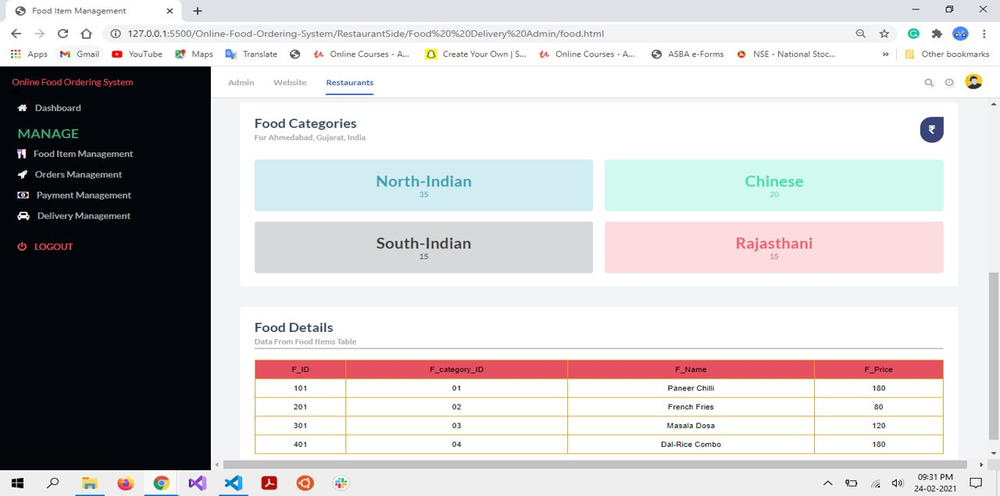 Food Item Management
127.0.0.1:5500/Online-Food-Ordering-System/RestaurantSide/Food%20%20Delivery%20Admin/food.html
Apps Gmail YouTube Maps Translate Online Courses - A... Create Your Own | S... Online Courses - A... ASBA e-Forms NSE - National Stoc... » Other bookmarks
Online Food Ordering System
Admin Website Restaurants
Dashboard
MANAGE
Food Item Management
Orders Management
Payment Management
Delivery Management
LOGOUT
Food Categories
For Ahmedabad, Gujarat, India
₹
North-Indian
35
Chinese
20
South-Indian
15
Rajasthani
15
Food Details
Data From Food Items Table
F_ID F_category_ID F_Name F_Price
101 01 Paneer Chilli 180
201 02 French Fries 80
301 03 Masala Dosa 120
401 04 Dal-Rice Combo 180
09:31 PM
24-02-2021